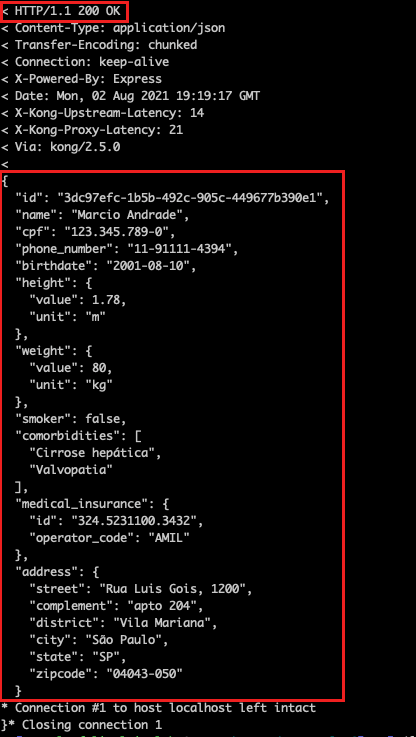 < HTTP/1.1 200 OK
< Content-Type: application/json
< Transfer-Encoding: chunked
< Connection: keep-alive
< X-Powered-By: Express
< Date: Mon, 02 Aug 2021 19:19:17 GMT
< X-Kong-Upstream-Latency: 14
< X-Kong-Proxy-Latency: 21
< Via: kong/2.5.0
<
{
  "id": "3dc97efc-1b5b-492c-905c-449677b390e1",
  "name": "Marcio Andrade",
  "cpf": "123.345.789-0",
  "phone_number": "11-91111-4394",
  "birthdate": "2001-08-10",
  "height": {
    "value": 1.78,
    "unit": "m"
  },
  "weight": {
    "value": 80,
    "unit": "kg"
  },
  "smoker": false,
  "comorbidities": [
    "Cirrose hepática",
    "Valvopatia"
  ],
  "medical_insurance": {
    "id": "324.5231100.3432",
    "operator_code": "AMIL"
  },
  "address": {
    "street": "Rua Luis Gois, 1200",
    "complement": "apto 204",
    "district": "Vila Mariana",
    "city": "São Paulo",
    "state": "SP",
    "zipcode": "04043-050"
  }
* Connection #1 to host localhost left intact
}* Closing connection 1